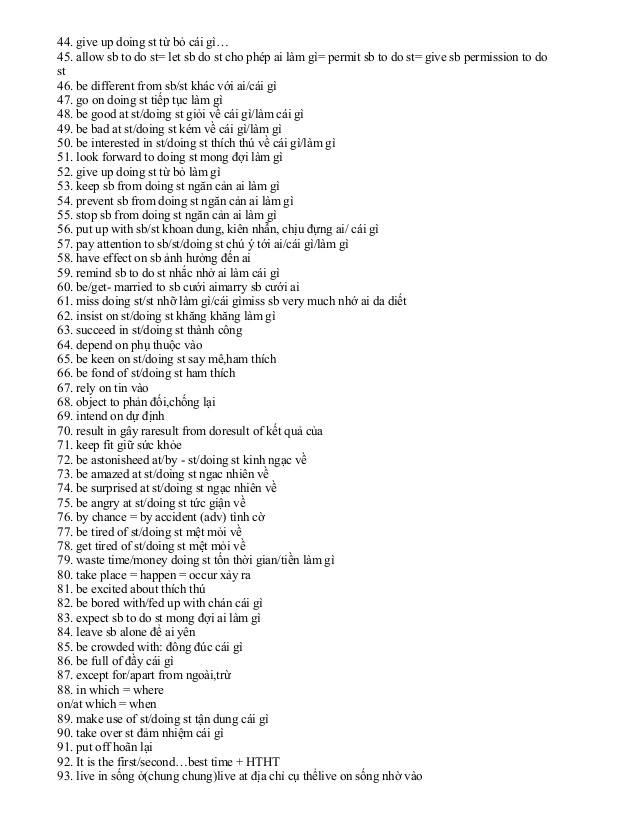 44. give up doing st từ bỏ cái gì…
45. allow sb to do st= let sb do st cho phép ai làm gì= permit sb to do st= give sb permission to do
st
46. be different from sb/st khác với ai/cái gì
47. go on doing st tiếp tục làm gì
48. be good at st/doing st giỏi về cái gì/làm cái gì
49. be bad at st/doing st kém về cái gì/làm gì
50. be interested in st/doing st thích thú về cái gì/làm gì
51. look forward to doing st mong đợi làm gì
52. give up doing st từ bỏ làm gì
53. keep sb from doing st ngăn cản ai làm gì
54. prevent sb from doing st ngăn cản ai làm gì
55. stop sb from doing st ngăn cản ai làm gì
56. put up with sb/st khoan dung, kiên nhẫn, chịu đựng ai/ cái gì
57. pay attention to sb/st/doing st chú ý tới ai/cái gì/làm gì
58. have effect on sb ảnh hưởng đến ai
59. remind sb to do st nhắc nhở ai làm cái gì
60. be/get- married to sb cưới aimarry sb cưới ai
61. miss doing st/st nhỡ làm gì/cái gìmiss sb very much nhớ ai da diết
62. insist on st/doing st khăng khăng làm gì
63. succeed in st/doing st thành công
64. depend on phụ thuộc vào
65. be keen on st/doing st say mê,ham thích
66. be fond of st/doing st ham thích
67. rely on tin vào
68. object to phản đối,chống lại
69. intend on dự định
70. result in gây raresult from doresult of kết quả của
71. keep fit giữ sức khỏe
72. be astonisheed at/by - st/doing st kinh ngạc về
73. be amazed at st/doing st ngac nhiên về
74. be surprised at st/doing st ngạc nhiên về
75. be angry at st/doing st tức giận về
76. by chance = by accident (adv) tình cờ
77. be tired of st/doing st mệt mỏi về
78. get tired of st/doing st mệt mỏi về
79. waste time/money doing st tốn thời gian/tiền làm gì
80. take place = happen = occur xảy ra
81. be excited about thích thú
82. be bored with/fed up with chán cái gì
83. expect sb to do st mong đợi ai làm gì
84. leave sb alone để ai yên
85. be crowded with: đông đúc cái gì
86. be full of đầy cái gì
87. except for/apart from ngoài,trừ
88. in which = where
on/at which = when
89. make use of st/doing st tận dung cái gì
90. take over st đảm nhiệm cái gì
91. put off hoãn lại
92. It is the first/second…best time + HTHT
93. live in sống ở(chung chung)live at địa chỉ cụ thểlive on sống nhờ vào